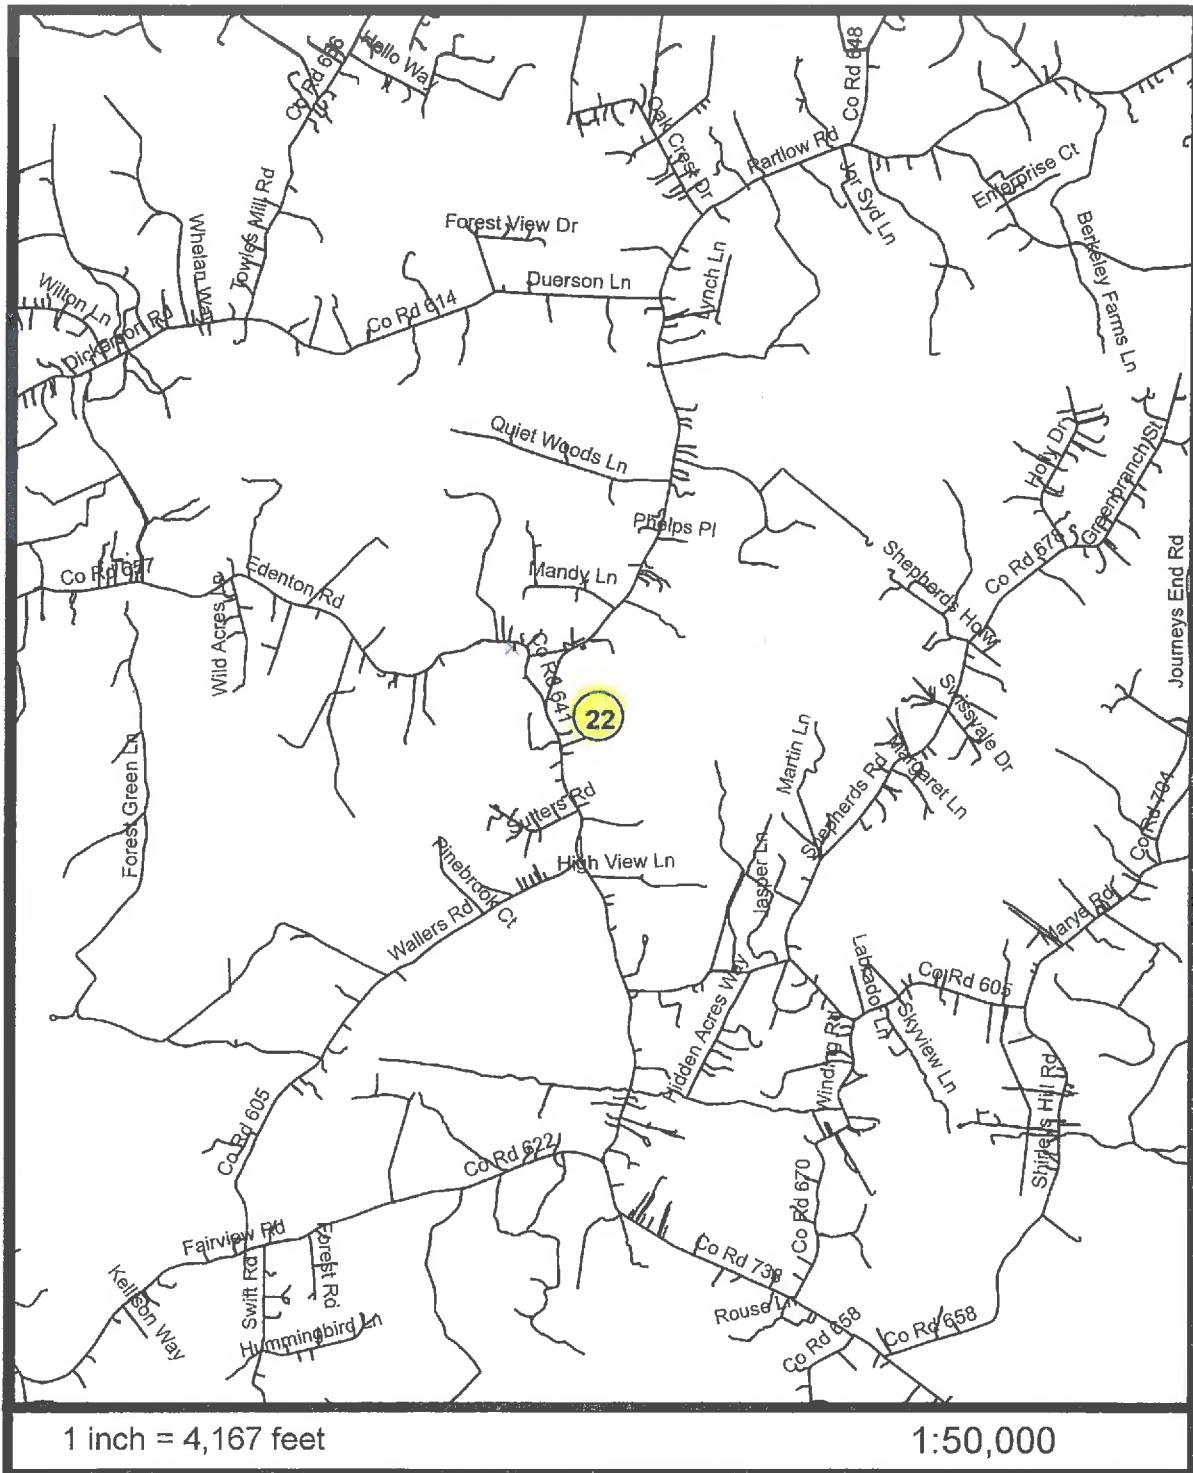 Co Rd 656
Hello Way
Co Rd 648
Oak Crest Dr
Partlow Rd
Jor Syd Ln
Enterprise Ct
Berkeley Farms Ln
Whelan Way
Towles Mill Rd
Forest View Dr
Duerson Ln
Lynch Ln
Wilton Ln
Dickerson Rd
Co Rd 614
Quiet Woods Ln
Holly Dr
Greenbranch St
Phelps Pl
Co Rd 657
Edenton Rd
Mandy Ln
Shepherds Holw
Co Rd 678
Journeys End Rd
Wild Acres
Co Rd 641
22
Swissvale Dr
Margaret Ln
Martin Ln
Shepherds Rd
Forest Green Ln
Sutters Rd
Co Rd 704
High View Ln
Pinebrook Ct
Jasper Ln
Wallers Rd
Marye Rd
Labrador Ln
Co Rd 605
Skyview Ln
Hidden Acres Way
Winding Rd
Shirleys Hill Rd
Co Rd 605
Co Rd 622
Co Rd 670
Fairview Rd
Forest Rd
Swift Rd
Co Rd 738
Kellison Way
Rouse Ln
Hummingbird Ln
Co Rd 658
Co Rd 658
1 inch = 4,167 feet
1:50,000